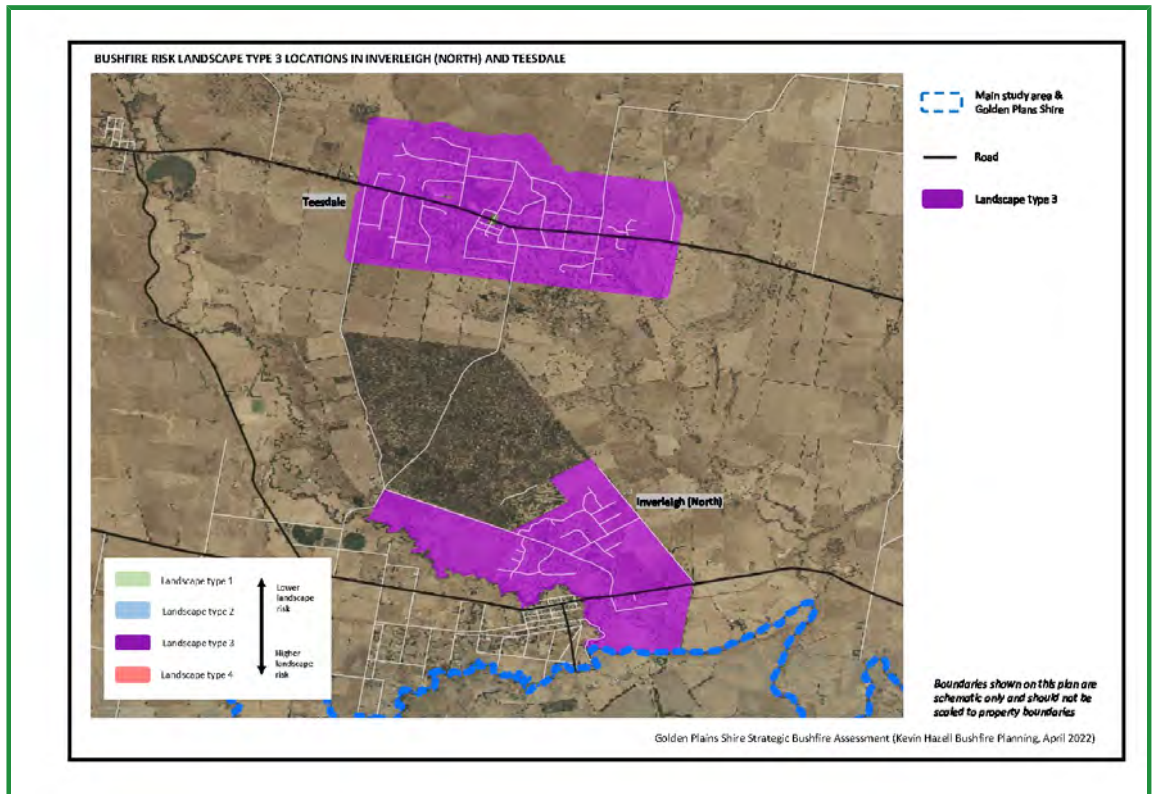 BUSHFIRE RISK LANDSCAPE TYPE 3 LOCATIONS IN INVERLEIGH (NORTH) AND TEESDALE
Main study area &
Golden Plans Shire
Road
Landscape type 3
Teesdale
Inverleigh (North)
Landscape type 1
Landscape type 2
Landscape type 3
Landscape type 4
Lower
landscape
risk
Higher
landscape
risk
Boundaries shown on this plan are
schematic only and should not be
scaled to property boundaries
Golden Plains Shire Strategic Bushfire Assessment (Kevin Hazell Bushfire Planning, April 2022)